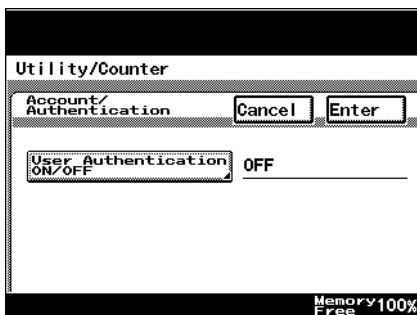 Utility/Counter
Account/
Authentication
Cancel
Enter
User Authentication
ON/OFF
OFF
Memory
Free
100%